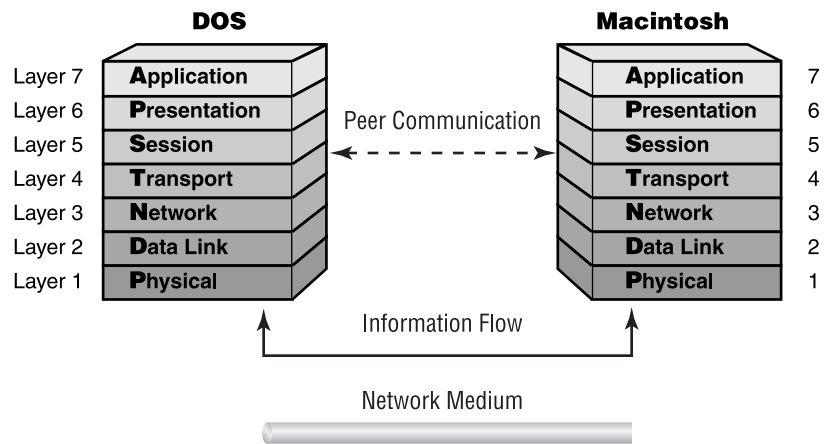 DOS
Macintosh
Layer 7 Application
Layer 6 Presentation
Layer 5 Session
Layer 4 Transport
Layer 3 Network
Layer 2 Data Link
Layer 1 Physical
Peer Communication
Application 7
Presentation 6
Session 5
Transport 4
Network 3
Data Link 2
Physical 1
Information Flow
Network Medium